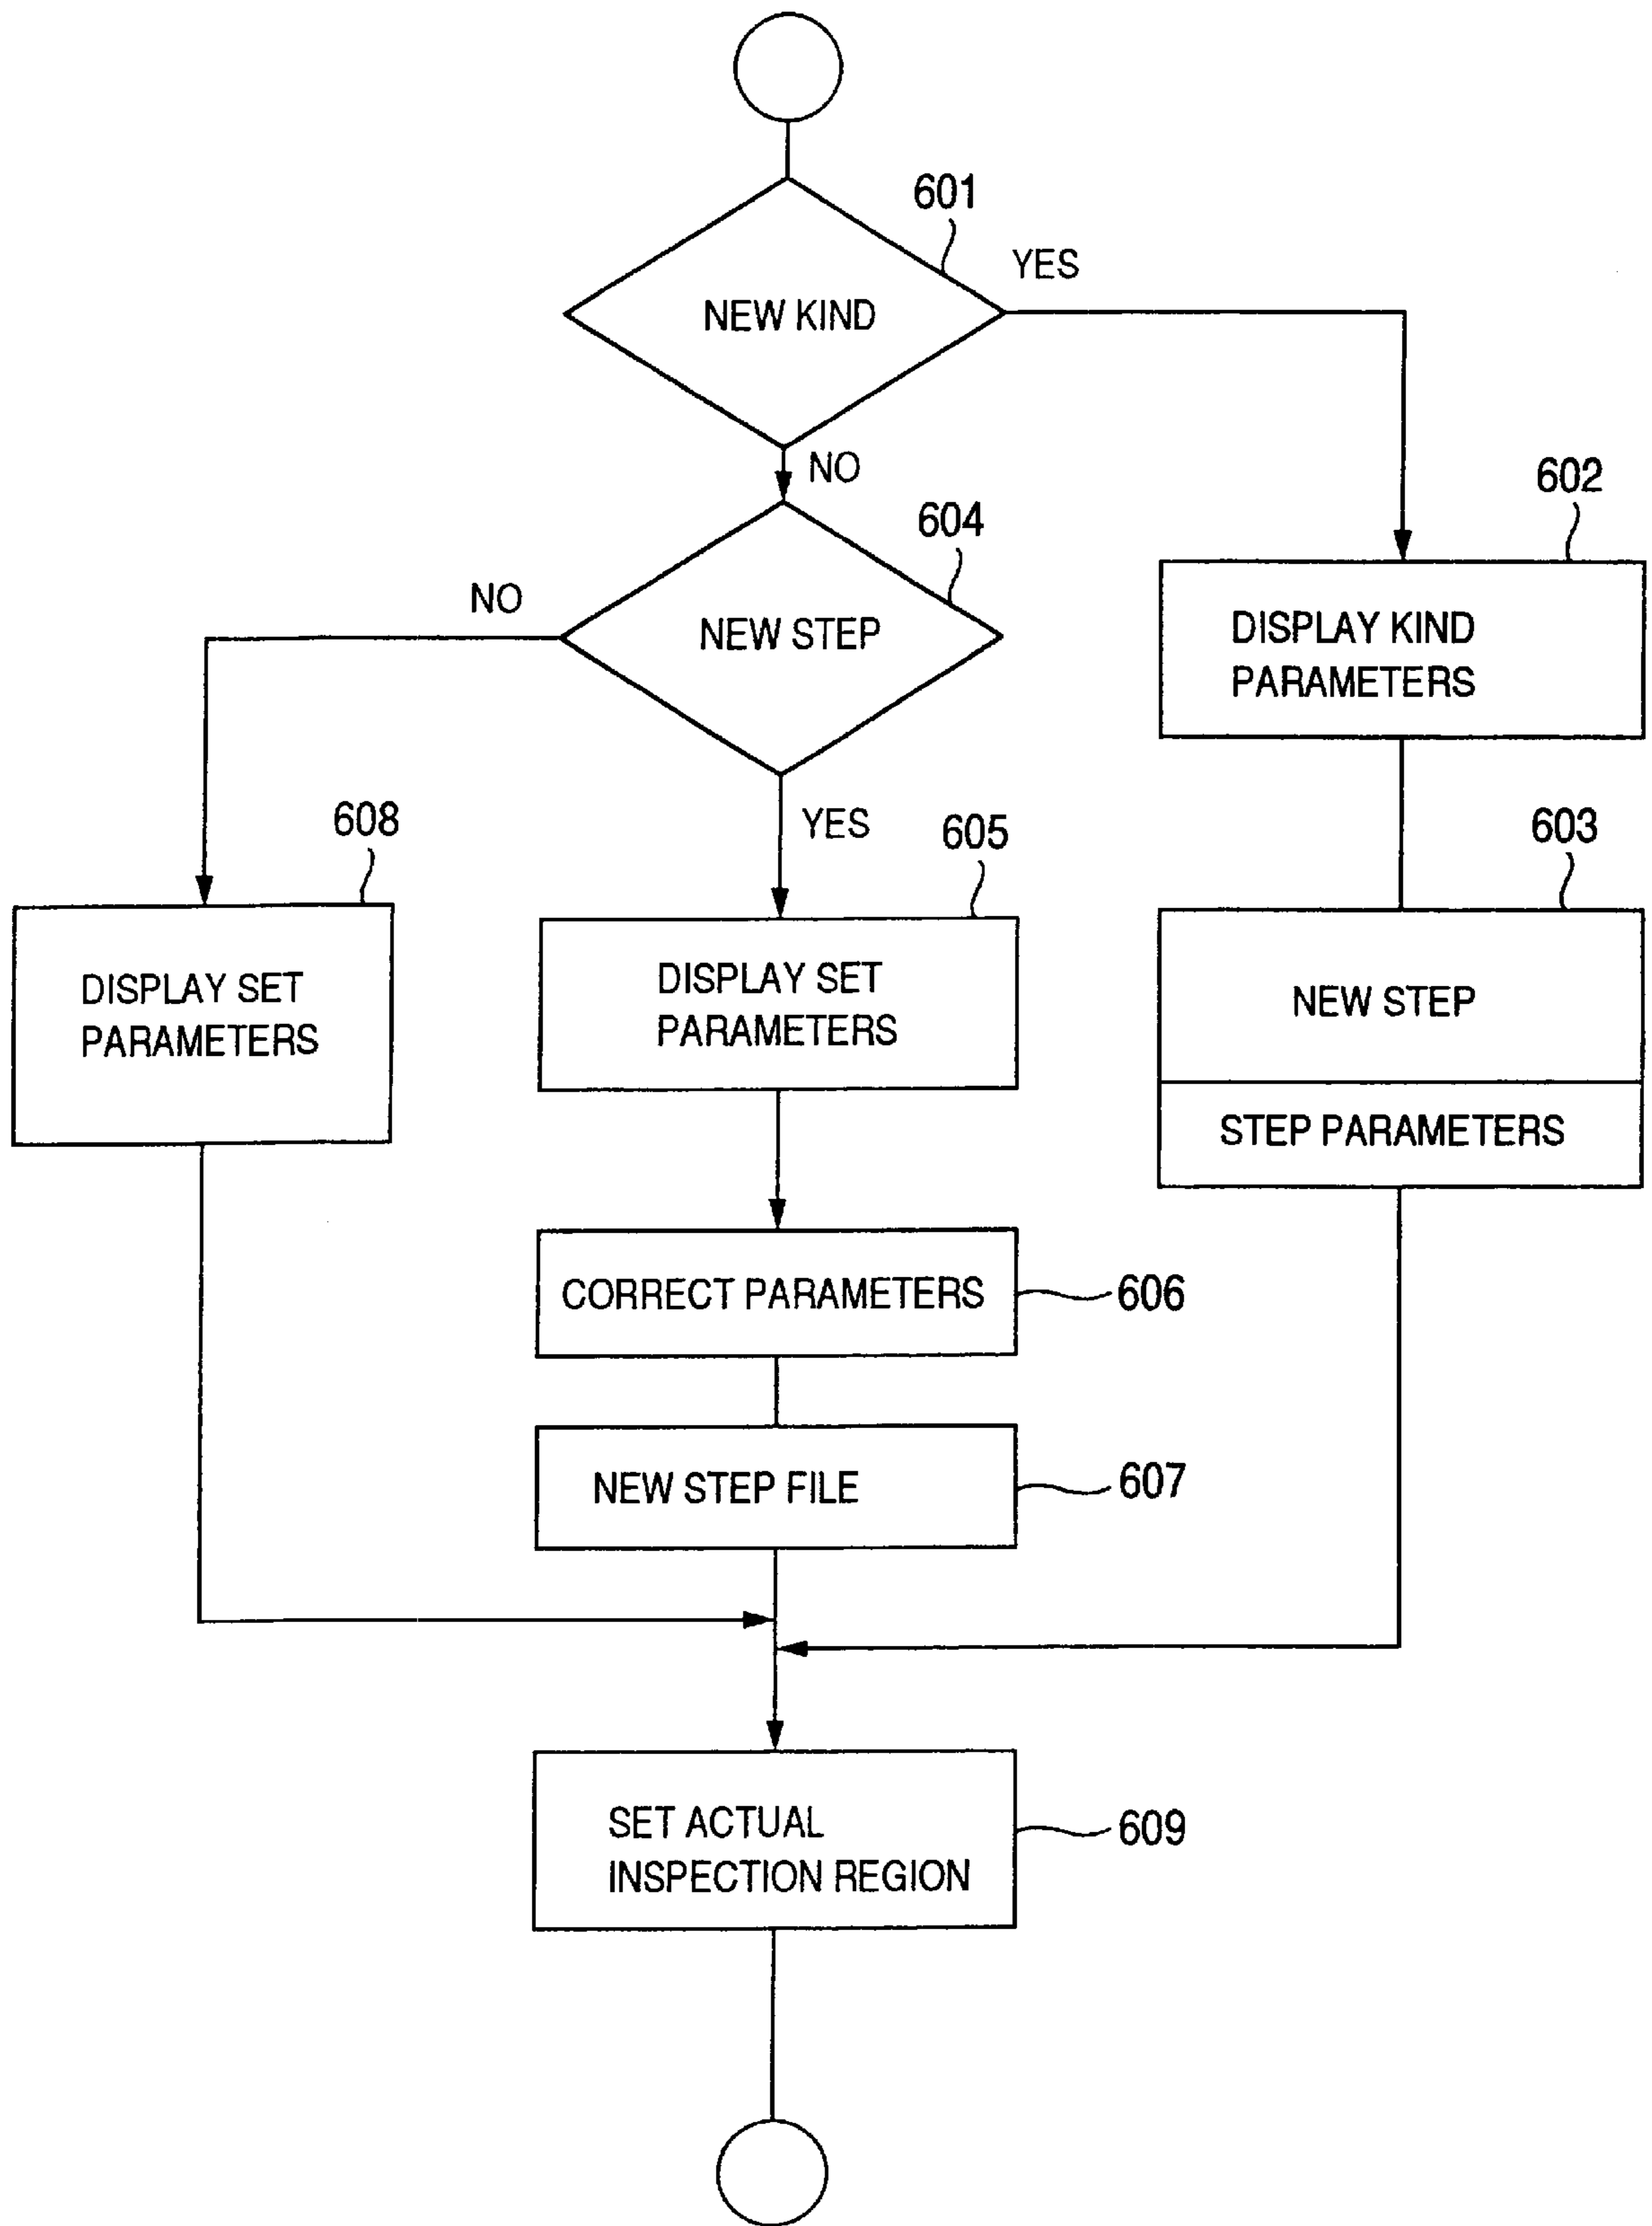 601
YES
NEW KIND
NO
602
604
NO
NEW STEP
DISPLAY KIND
PARAMETERS
608
YES
605
603
DISPLAY SET
PARAMETERS
DISPLAY SET
PARAMETERS
NEW STEP
STEP PARAMETERS
CORRECT PARAMETERS
606
NEW STEP FILE
607
SET ACTUAL
INSPECTION REGION
609